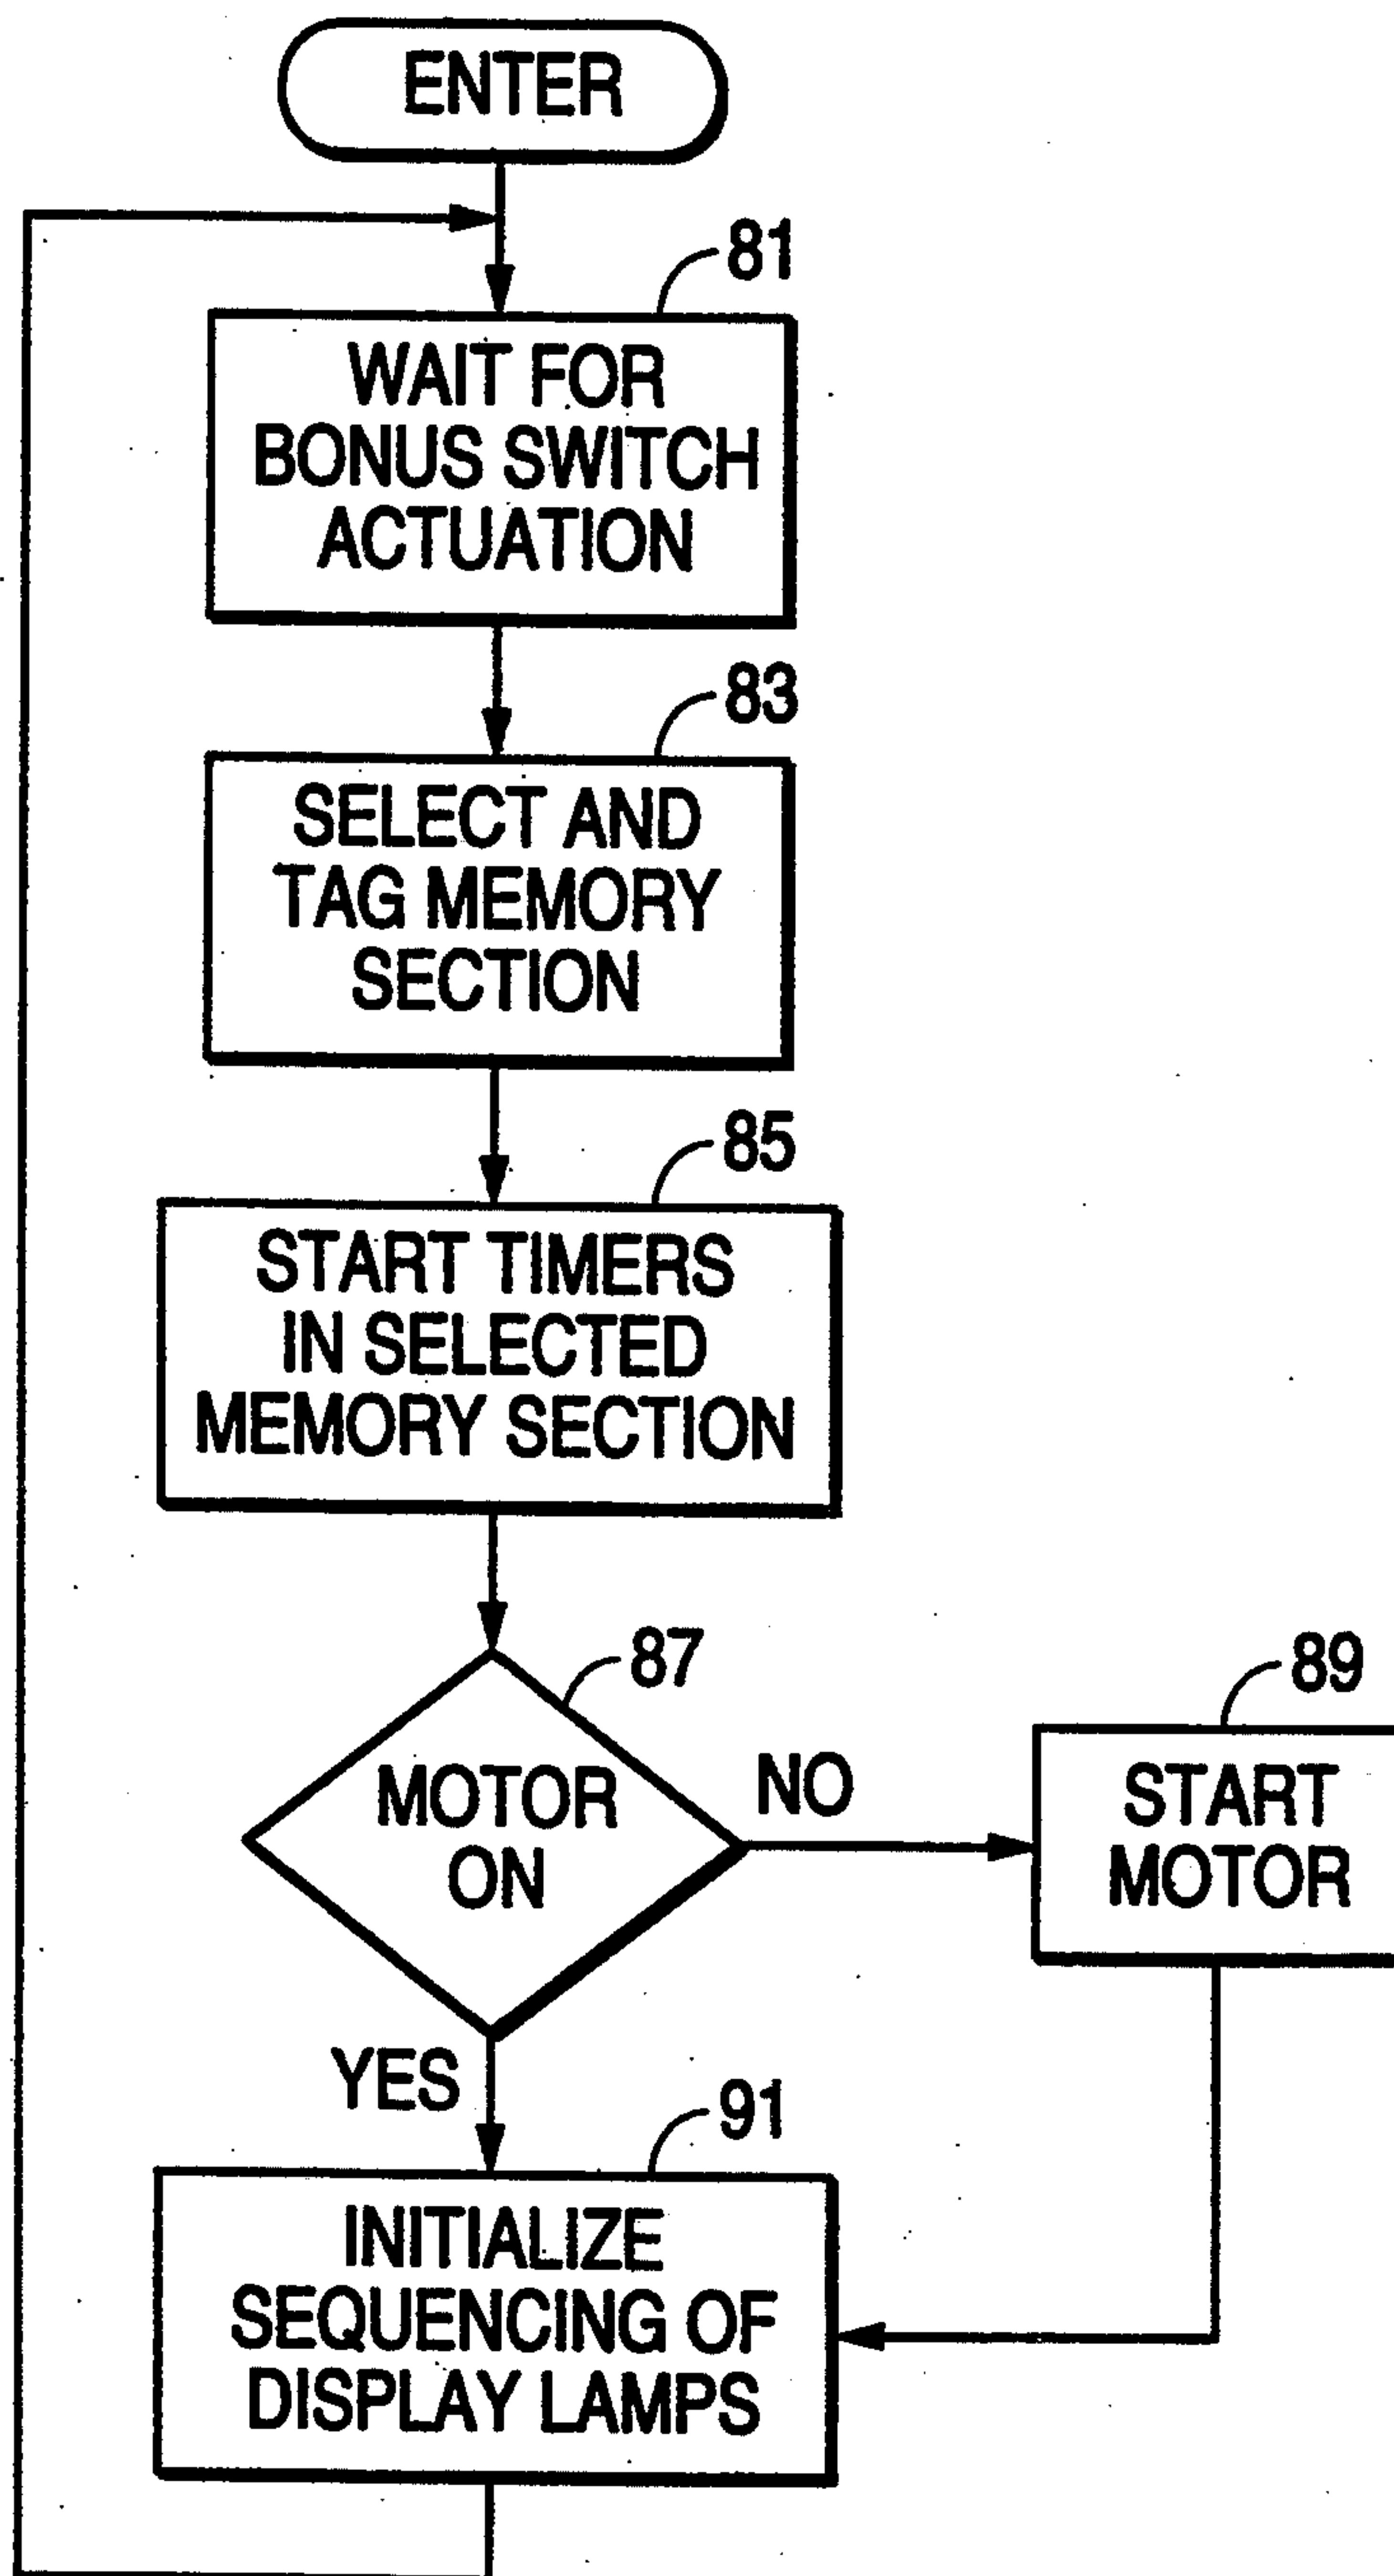 ENTER
81
WAIT FOR
BONUS SWITCH
ACTUATION
83
SELECT AND
TAG MEMORY
SECTION
85
START TIMERS
IN SELECTED
MEMORY SECTION
87
MOTOR
ON
NO
89
START
MOTOR
YES
91
INITIALIZE
SEQUENCING OF
DISPLAY LAMPS